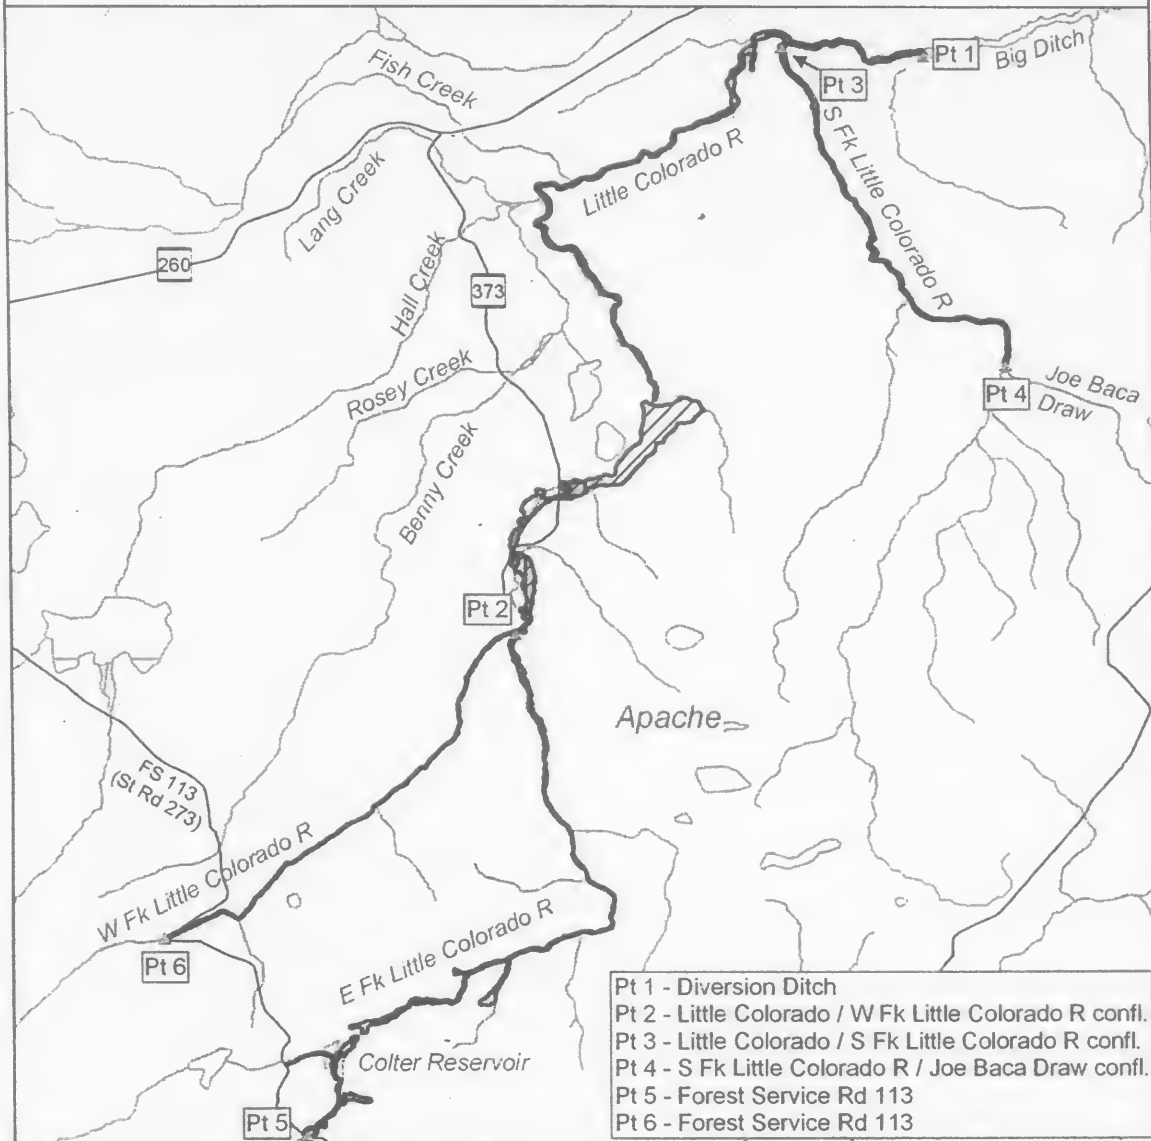 Fish Creek
Big Ditch
Pt 1
Pt 3
S Fk Little Colorado R
Little Colorado R
Lang Creek
260
Hall Creek
373
Rosey Creek
Pt 4
Joe Baca
Draw
Benny Creek
Pt 2
Apache
FS 113
(St Rd 273)
W Fk Little Colorado R
Pt 6
E Fk Little Colorado R
Colter Reservoir
Pt 5
Pt 1 - Diversion Ditch
Pt 2 - Little Colorado / W Fk Little Colorado R confl.
Pt 3 - Little Colorado / S Fk Little Colorado R confl.
Pt 4 - S Fk Little Colorado R / Joe Baca Draw confl.
Pt 5 - Forest Service Rd 113
Pt 6 - Forest Service Rd 113